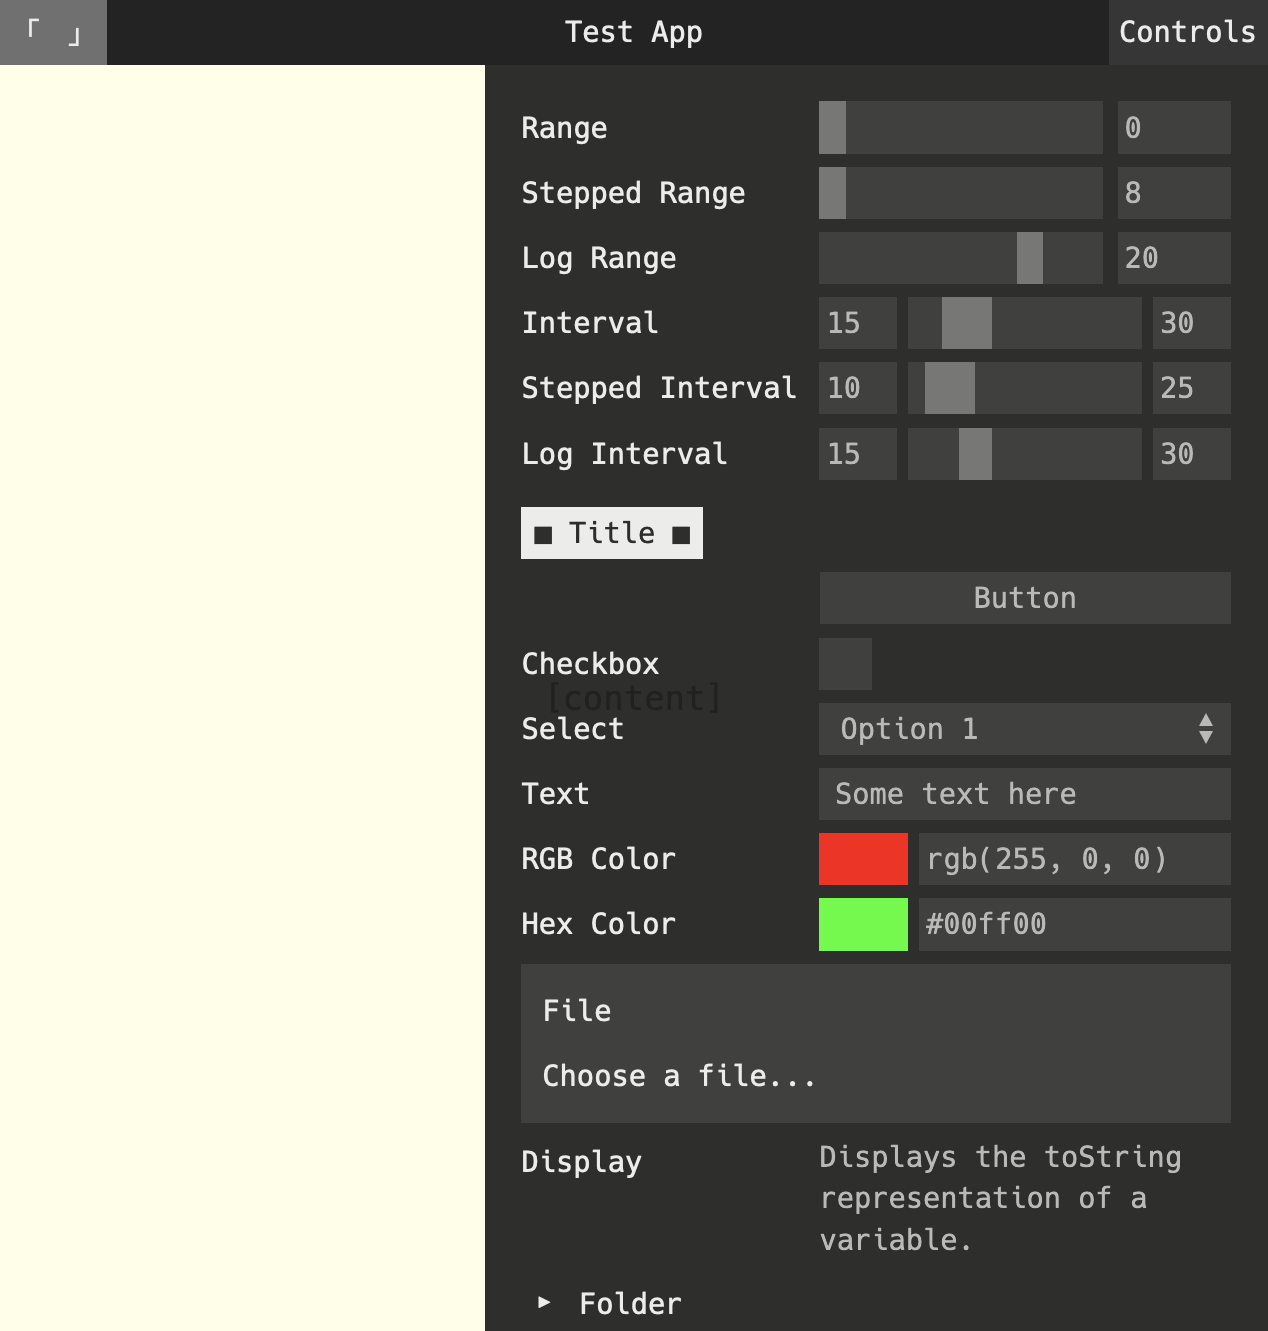 「 」 Test App Controls
Range 0
Stepped Range 8
Log Range 20
Interval 15 30
Stepped Interval 10 25
Log Interval 15 30
■ Title ■
Button
Checkbox
[content]
Select Option 1
Text Some text here
RGB Color rgb(255, 0, 0)
Hex Color #00ff00
File
Choose a file...
Display Displays the toString
representation of a
variable.
Folder